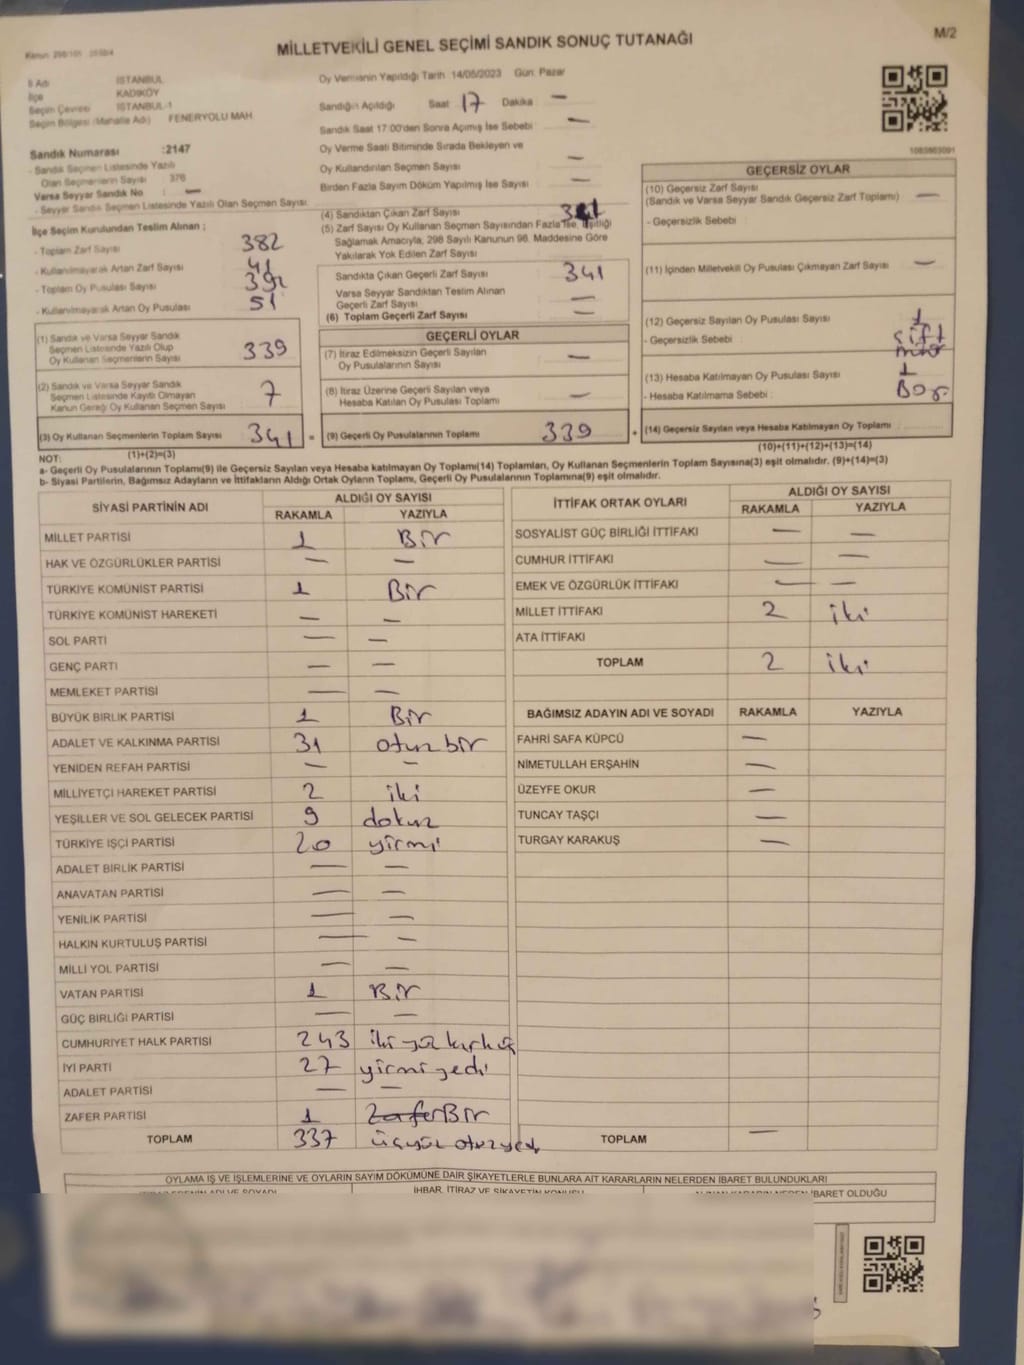 Kanun: 298/105
M/2
MİLLETVEKİLİ GENEL SEÇİMİ SANDIK SONUÇ TUTANAĞI
İl Adı İSTANBUL
İlçe KADIKÖY
Seçim Çevresi İSTANBUL-1
Seçim Bölgesi (Mahalle Adı) FENERYOLU MAH
Oy Vermenin Yapıldığı Tarih 14/05/2023 Gün: Pazar
Sandığın Açıldığı Saat 17 Dakika : —
Sandık Saat 17:00'den Sonra Açımış İse Sebebi : —
Oy Verme Saati Bitiminde Sırada Bekleyen ve
Oy Kullandırılan Seçmen Sayısı —
Birden Fazla Sayım Döküm Yapılmış İse Sayısı —
Sandık Numarası :2147
- Sandık Seçmen Listesinde Yazılı
Olan Seçmenlerin Sayısı : 376
Varsa Seyyar Sandık No : —
- Seyyar Sandık Seçmen Listesinde Yazılı Olan Seçmen Sayısı
İlçe Seçim Kurulundan Teslim Alınan ;
- Toplam Zarf Sayısı 382
- Kullanılmayarak Artan Zarf Sayısı 41
- Toplam Oy Pusulası Sayısı 392
- Kullanılmayarak Artan Oy Pusulası 51
(1) Sandık ve Varsa Seyyar Sandık
Seçmen Listesinde Yazılı Olup
Oy Kullanan Seçmenlerin Sayısı 339
(2) Sandık ve Varsa Seyyar Sandık
Seçmen Listesinde Kayıtlı Olmayan
Kanun Gereği Oy Kullanan Seçmen Sayısı 7
(3) Oy Kullanan Seçmenlerin Toplam Sayısı 341 =
(1)+(2)=(3)
(4) Sandıktan Çıkan Zarf Sayısı 341
(5) Zarf Sayısı Oy Kullanan Seçmen Sayısından Fazla İse, Eşitliği
Sağlamak Amacıyla, 298 Sayılı Kanunun 98. Maddesine Göre
Yakılarak Yok Edilen Zarf Sayısı
Sandıkta Çıkan Geçerli Zarf Sayısı 341
Varsa Seyyar Sandıktan Teslim Alınan
Geçerli Zarf Sayısı —
(6) Toplam Geçerli Zarf Sayısı : —
GEÇERLİ OYLAR
(7) İtiraz Edilmeksizin Geçerli Sayılan
Oy Pusulalarının Sayısı —
(8) İtiraz Üzerine Geçerli Sayılan veya
Hesaba Katılan Oy Pusulası Toplamı —
(9) Geçerli Oy Pusulalarının Toplamı 339 +
GEÇERSİZ OYLAR
(10) Geçersiz Zarf Sayısı
(Sandık ve Varsa Seyyar Sandık Geçersiz Zarf Toplamı) —
- Geçersizlik Sebebi :
(11) İçinden Milletvekili Oy Pusulası Çıkmayan Zarf Sayısı —
(12) Geçersiz Sayılan Oy Pusulası Sayısı 1
- Geçersizlik Sebebi : çift
(13) Hesaba Katılmayan Oy Pusulası Sayısı 1
- Hesaba Katılmama Sebebi :
(14) Geçersiz Sayılan veya Hesaba Katılmayan Oy Toplamı
(10)+(11)+(12)+(13)=(14)
NOT:
a- Geçerli Oy Pusulalarının Toplamı(9) ile Geçersiz Sayılan veya Hesaba katılmayan Oy Toplamı(14) Toplamları, Oy Kullanan Seçmenlerin Toplam Sayısına(3) eşit olmalıdır. (9)+(14)=(3)
b- Siyasi Partilerin, Bağımsız Adayların ve İttifakların Aldığı Ortak Oyların Toplamı, Geçerli Oy Pusulalarının Toplamına(9) eşit olmalıdır.
SİYASİ PARTİNİN ADI ALDIĞI OY SAYISI
RAKAMLA YAZIYLA
MİLLET PARTİSİ 1 Bir
HAK VE ÖZGÜRLÜKLER PARTİSİ — —
TÜRKİYE KOMÜNİST PARTİSİ 1 Bir
TÜRKİYE KOMÜNİST HAREKETİ — —
SOL PARTİ — —
GENÇ PARTİ — —
MEMLEKET PARTİSİ — —
BÜYÜK BİRLİK PARTİSİ 1 Bir
ADALET VE KALKINMA PARTİSİ 31 otuzbir
YENİDEN REFAH PARTİSİ — —
MİLLİYETÇİ HAREKET PARTİSİ 2 iki
YEŞİLLER VE SOL GELECEK PARTİSİ 9 dokuz
TÜRKİYE İŞÇİ PARTİSİ 20 yirmi
ADALET BİRLİK PARTİSİ — —
ANAVATAN PARTİSİ — —
YENİLİK PARTİSİ — —
HALKIN KURTULUŞ PARTİSİ — —
MİLLİ YOL PARTİSİ — —
VATAN PARTİSİ 1 Bir
GÜÇ BİRLİĞİ PARTİSİ — —
CUMHURİYET HALK PARTİSİ 243 ikiyüzkırküç
İYİ PARTİ 27 yirmiyedi
ADALET PARTİSİ — —
ZAFER PARTİSİ 1 Zafer Bir
TOPLAM 337 üçyüz otuzyedi
İTTİFAK ORTAK OYLARI ALDIĞI OY SAYISI
RAKAMLA YAZIYLA
SOSYALİST GÜÇ BİRLİĞİ İTTİFAKI — —
CUMHUR İTTİFAKI — —
EMEK VE ÖZGÜRLÜK İTTİFAKI — —
MİLLET İTTİFAKI 2 iki
ATA İTTİFAKI
TOPLAM 2 iki
BAĞIMSIZ ADAYIN ADI VE SOYADI RAKAMLA YAZIYLA
FAHRİ SAFA KÜPCÜ —
NİMETULLAH ERŞAHİN —
ÜZEYFE OKUR —
TUNCAY TAŞÇI —
TURGAY KARAKUŞ —
TOPLAM —
OYLAMA İŞ VE İŞLEMLERİNE VE OYLARIN SAYIM DÖKÜMÜNE DAİR ŞİKAYETLERLE BUNLARA AİT KARARLARIN NELERDEN İBARET BULUNDUKLARI
İHBAR, İTİRAZ VE ŞİKAYETİN KONUSU
İBARET OLDUĞU